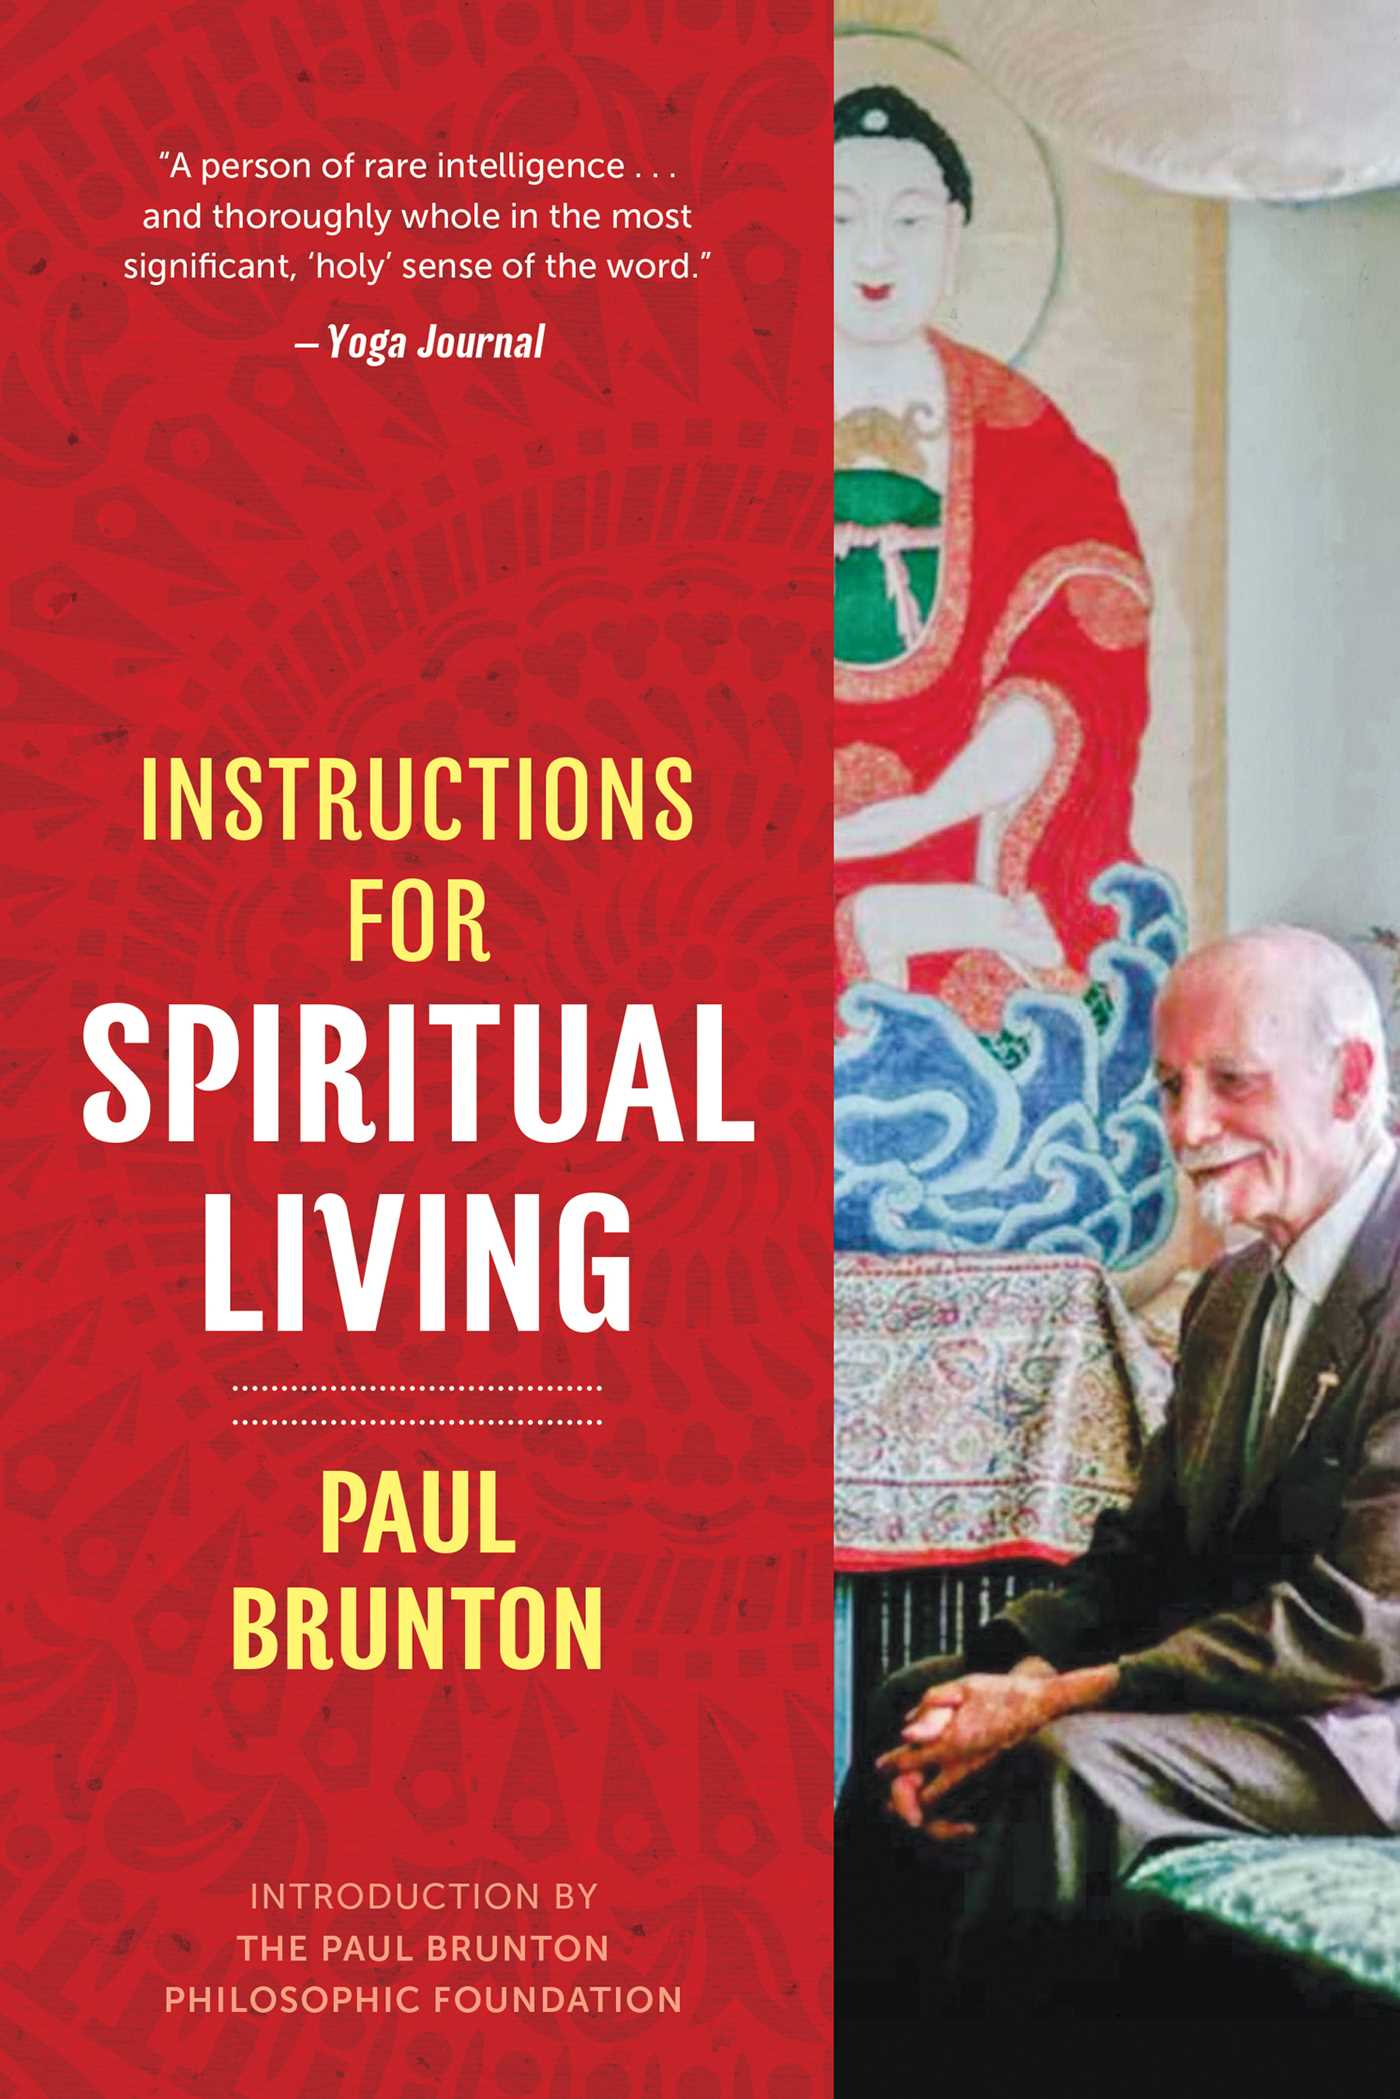 “A person of rare intelligence . . .
and thoroughly whole in the most
significant, ‘holy’ sense of the word.”
—Yoga Journal
INSTRUCTIONS
FOR
SPIRITUAL
LIVING
PAUL
BRUNTON
INTRODUCTION BY
THE PAUL BRUNTON
PHILOSOPHIC FOUNDATION